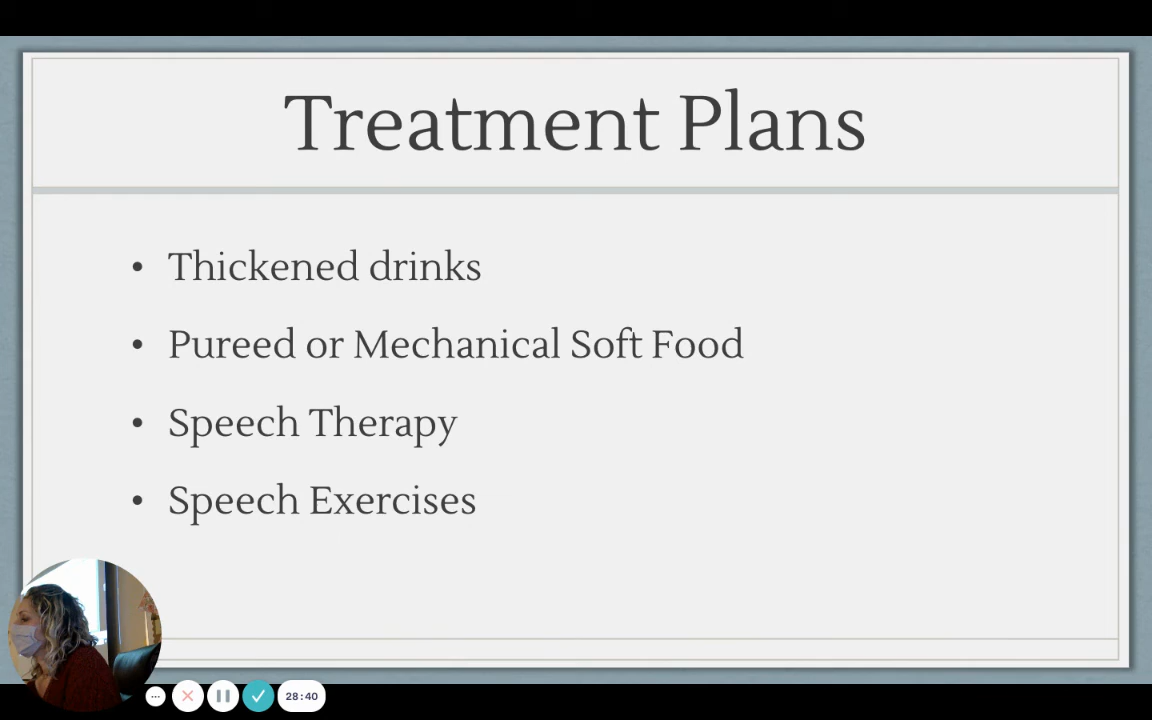 Treatment Plans
• Thickened drinks
• Pureed or Mechanical Soft Food
• Speech Therapy
• Speech Exercises
28:40